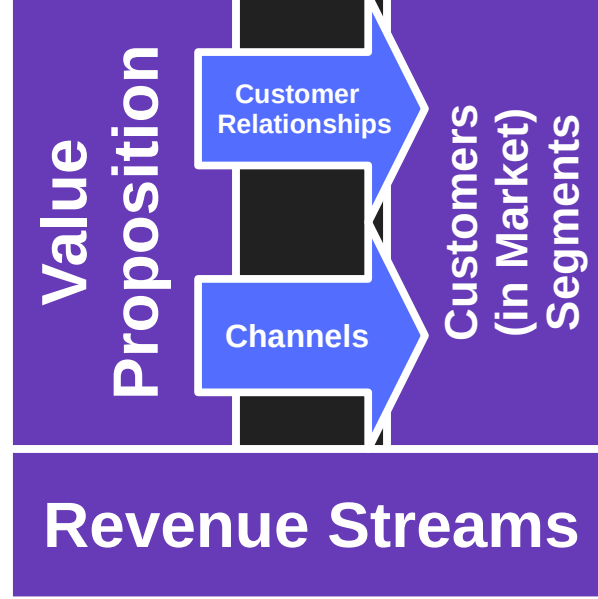 Value
Proposition
Customer
Relationships
Channels
Customers
(in Market)
Segments
Revenue Streams